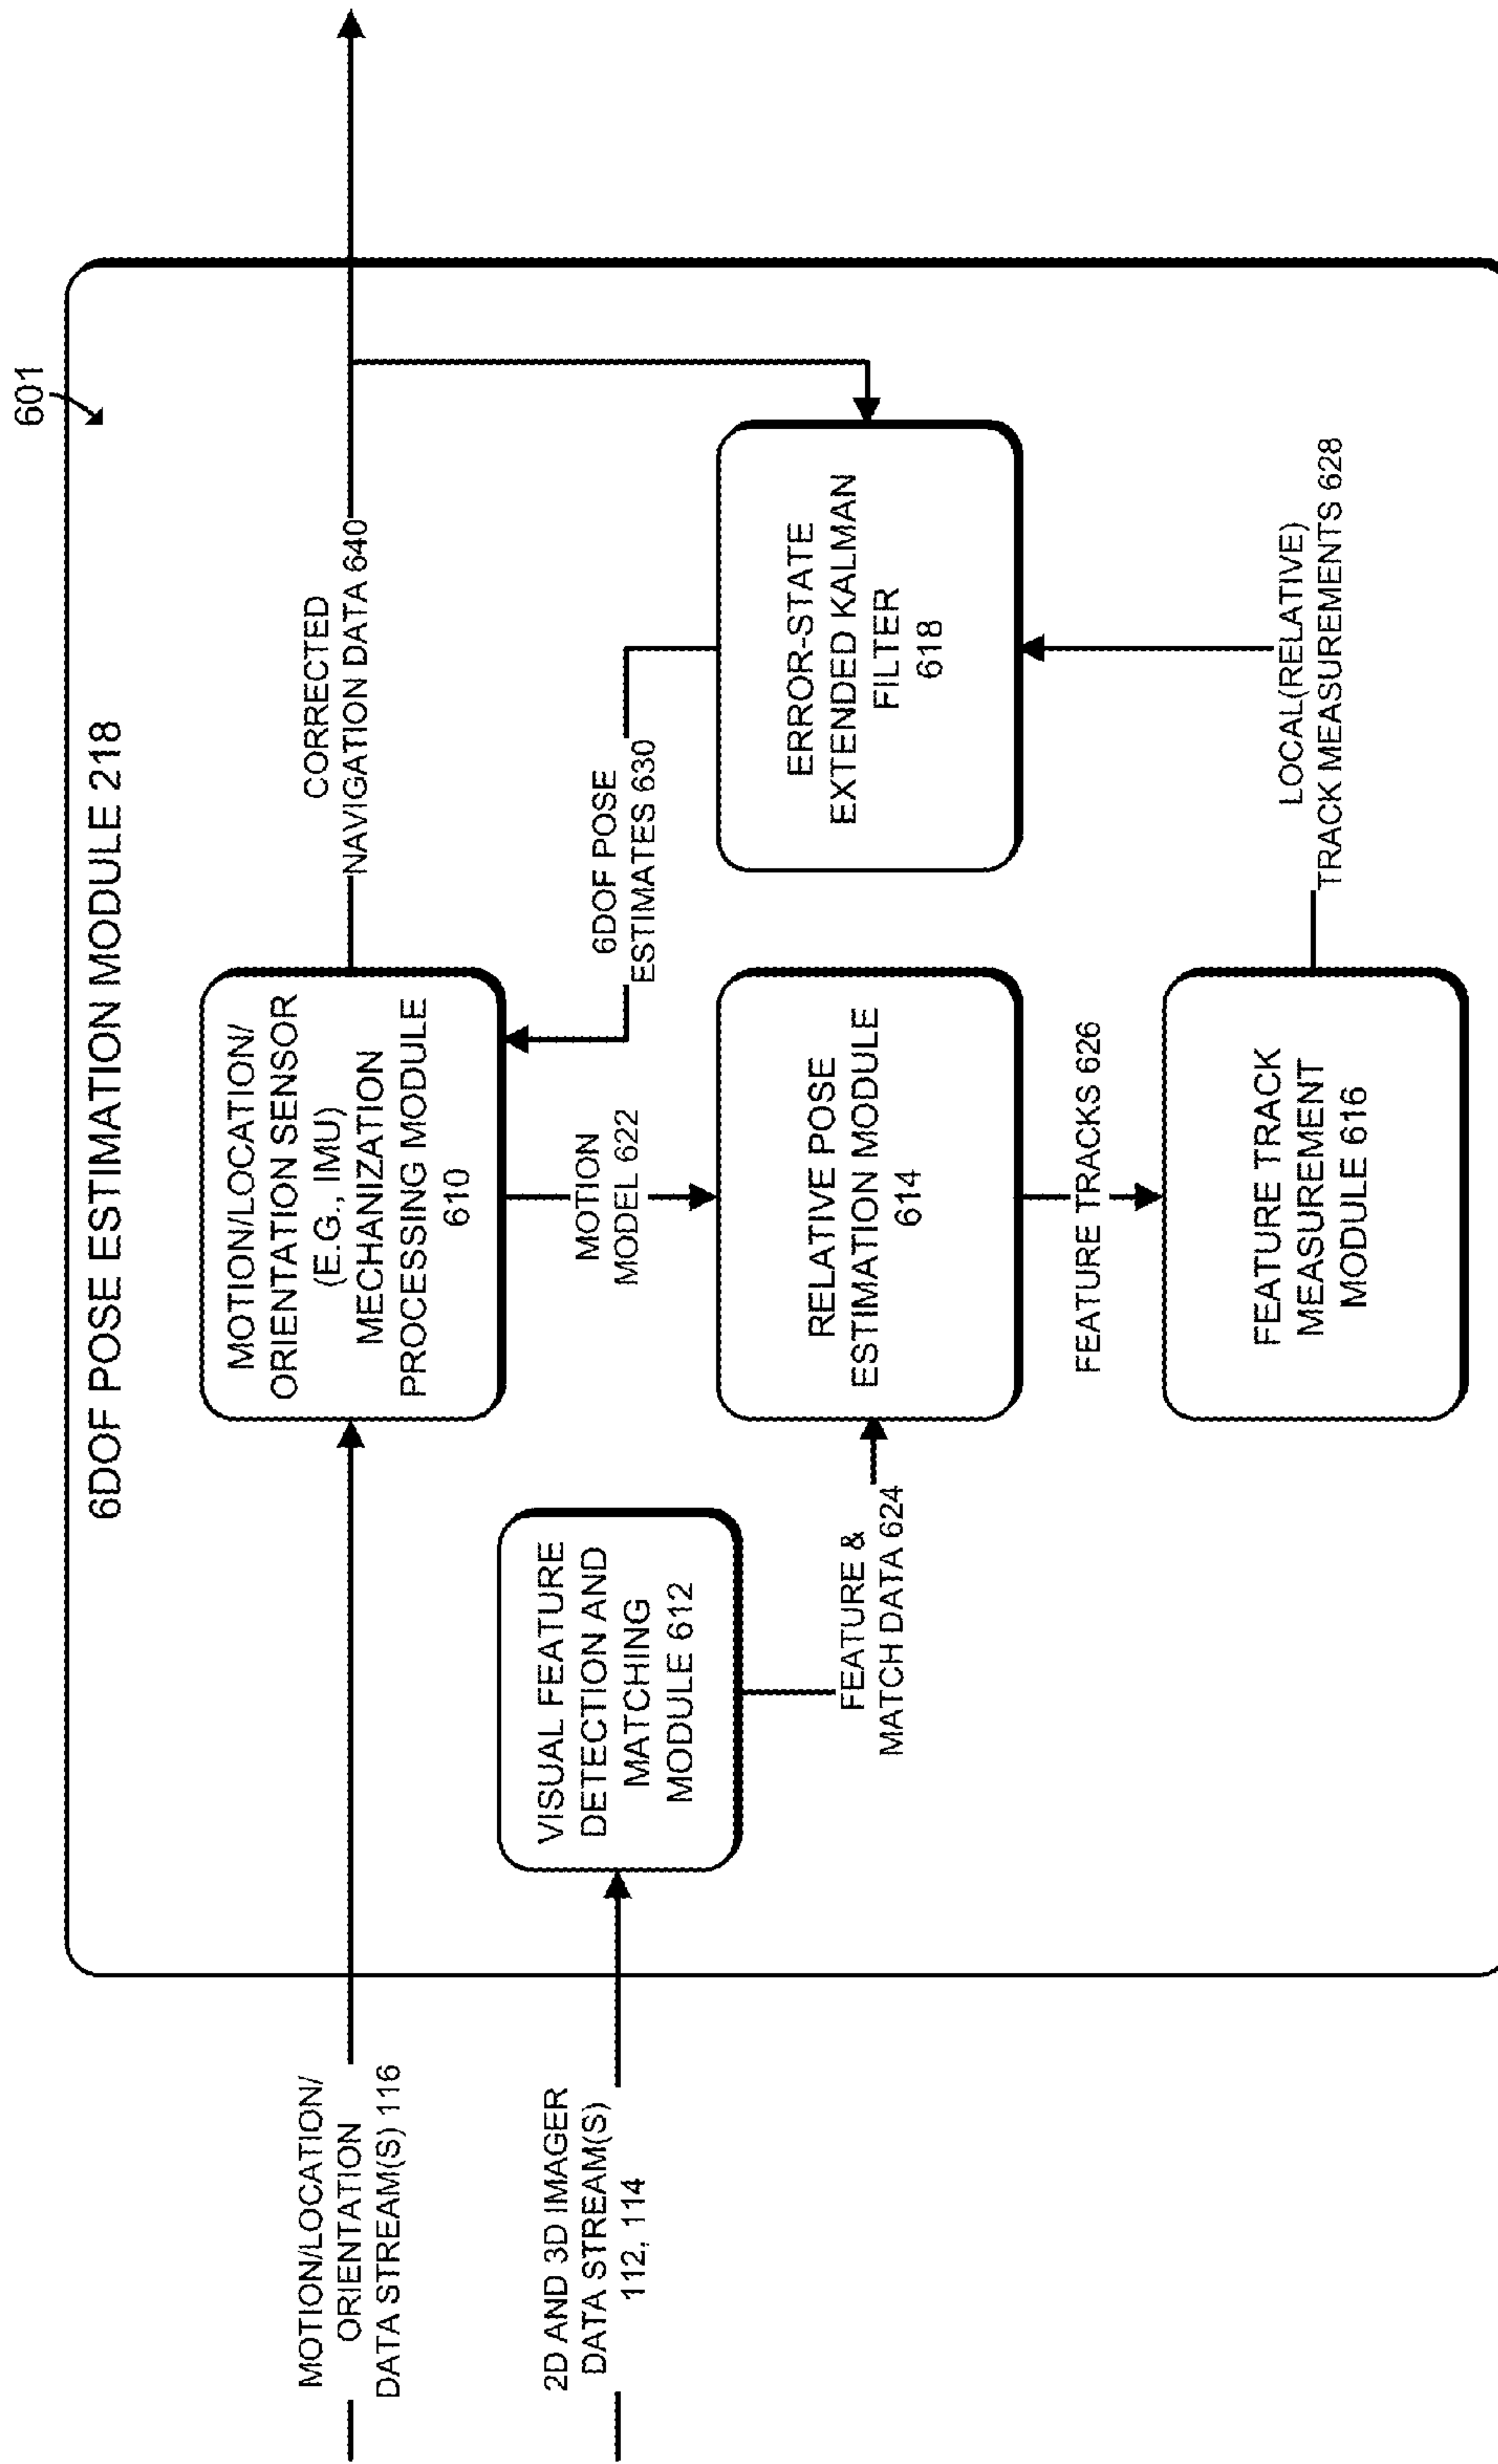 601
6DOF POSE ESTIMATION MODULE 218
MOTION/LOCATION/
ORIENTATION
DATA STREAM(S) 116
MOTION/LOCATION/
ORIENTATION SENSOR
(E.G., IMU)
MECHANIZATION
PROCESSING MODULE
610
CORRECTED
NAVIGATION DATA 640
2D AND 3D IMAGER
DATA STREAM(S)
112, 114
VISUAL FEATURE
DETECTION AND
MATCHING
MODULE 612
MOTION
MODEL 622
6DOF POSE
ESTIMATES 630
FEATURE &
MATCH DATA 624
RELATIVE POSE
ESTIMATION MODULE
614
ERROR-STATE
EXTENDED KALMAN
FILTER
618
FEATURE TRACKS 626
FEATURE TRACK
MEASUREMENT
MODULE 616
LOCAL(RELATIVE)
TRACK MEASUREMENTS 628